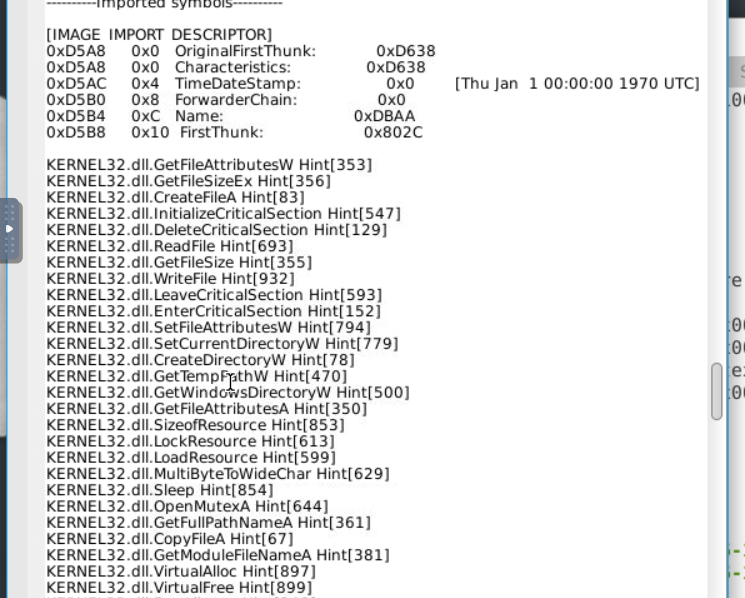 ----------Imported symbols----------
[IMAGE_IMPORT_DESCRIPTOR]
0xD5A8 0x0 OriginalFirstThunk: 0xD638
0xD5A8 0x0 Characteristics: 0xD638
0xD5AC 0x4 TimeDateStamp: 0x0 [Thu Jan 1 00:00:00 1970 UTC]
0xD5B0 0x8 ForwarderChain: 0x0
0xD5B4 0xC Name: 0xDBAA
0xD5B8 0x10 FirstThunk: 0x802C
KERNEL32.dll.GetFileAttributesW Hint[353]
KERNEL32.dll.GetFileSizeEx Hint[356]
KERNEL32.dll.CreateFileA Hint[83]
KERNEL32.dll.InitializeCriticalSection Hint[547]
KERNEL32.dll.DeleteCriticalSection Hint[129]
KERNEL32.dll.ReadFile Hint[693]
KERNEL32.dll.GetFileSize Hint[355]
KERNEL32.dll.WriteFile Hint[932]
KERNEL32.dll.LeaveCriticalSection Hint[593]
KERNEL32.dll.EnterCriticalSection Hint[152]
KERNEL32.dll.SetFileAttributesW Hint[794]
KERNEL32.dll.SetCurrentDirectoryW Hint[779]
KERNEL32.dll.CreateDirectoryW Hint[78]
KERNEL32.dll.GetTempPathW Hint[470]
KERNEL32.dll.GetWindowsDirectoryW Hint[500]
KERNEL32.dll.GetFileAttributesA Hint[350]
KERNEL32.dll.SizeofResource Hint[853]
KERNEL32.dll.LockResource Hint[613]
KERNEL32.dll.LoadResource Hint[599]
KERNEL32.dll.MultiByteToWideChar Hint[629]
KERNEL32.dll.Sleep Hint[854]
KERNEL32.dll.OpenMutexA Hint[644]
KERNEL32.dll.GetFullPathNameA Hint[361]
KERNEL32.dll.CopyFileA Hint[67]
KERNEL32.dll.GetModuleFileNameA Hint[381]
KERNEL32.dll.VirtualAlloc Hint[897]
KERNEL32.dll.VirtualFree Hint[899]